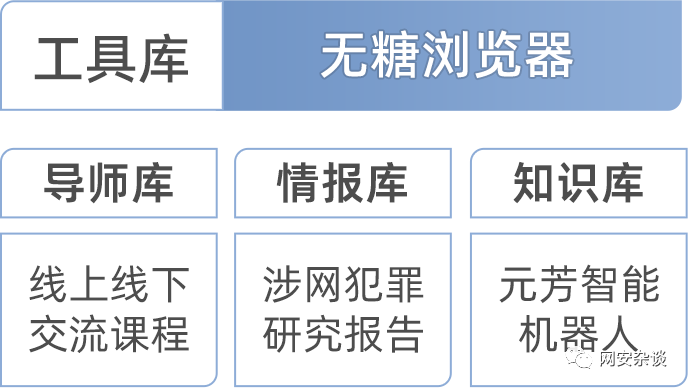 工具库
无糖浏览器
导师库
情报库
知识库
线上线下
交流课程
涉网犯罪
研究报告
元芳智能
机器人
网安杂谈